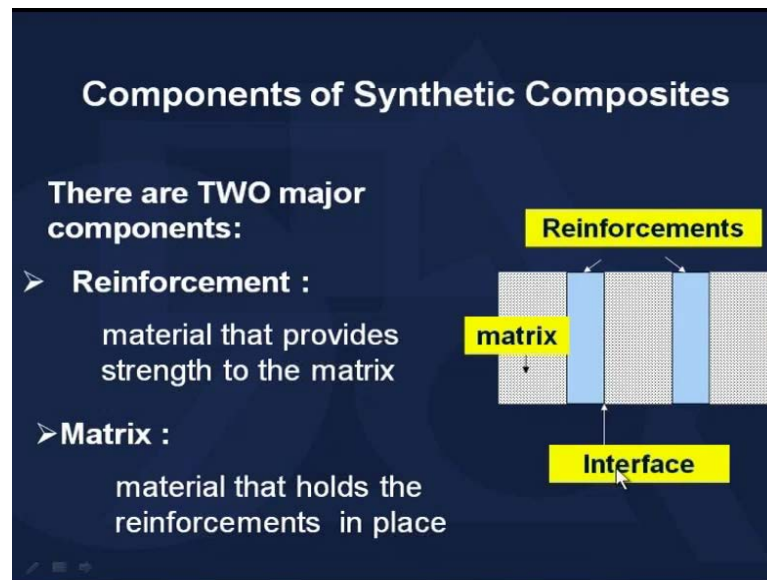 Components of Synthetic Composites
There are TWO major
components:
➢ Reinforcement :
material that provides
strength to the matrix
➢Matrix :
material that holds the
reinforcements in place
Reinforcements
matrix
Interface